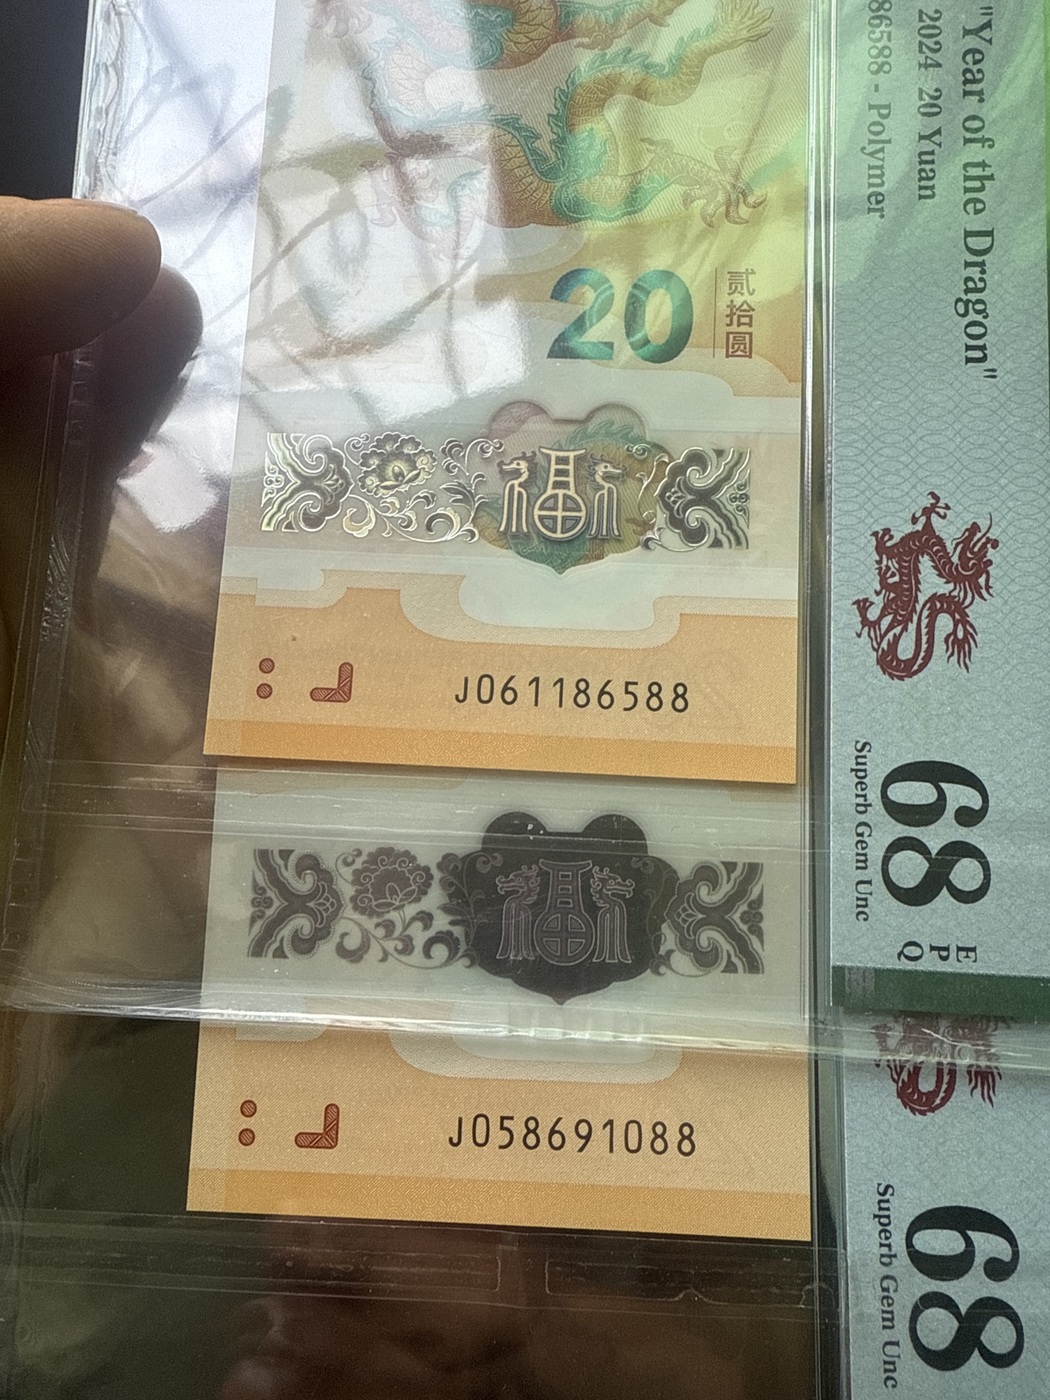 20
贰拾圆
福
J061186588
福
J058691088
"Year of the Dragon"
2024 20 Yuan
86588 - Polymer
68
EPQ
Superb Gem Unc
68
Superb Gem Unc